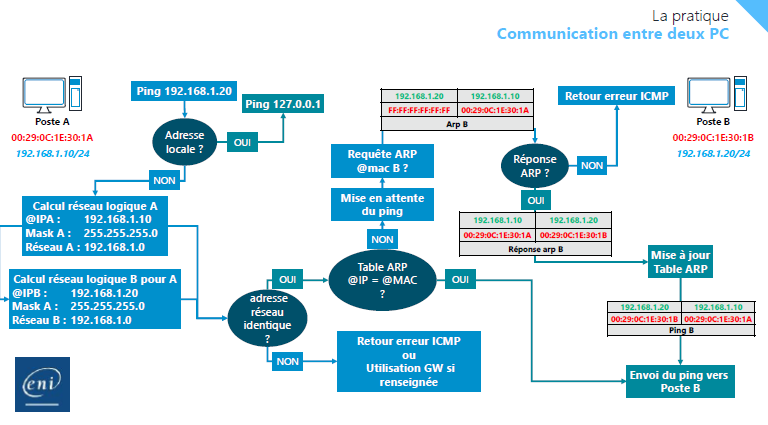 La pratique
Communication entre deux PC
Poste A
00:29:0C:1E:30:1A
192.168.1.10/24
Ping 192.168.1.20
Ping 127.0.0.1
Adresse
locale ?
OUI
NON
Calcul réseau logique A
@IPA : 192.168.1.10
Mask A : 255.255.255.0
Réseau A : 192.168.1.0
Calcul réseau logique B pour A
@IPB : 192.168.1.20
Mask A : 255.255.255.0
Réseau B : 192.168.1.0
adresse
réseau
identique
?
OUI
NON
Retour erreur ICMP
ou
Utilisation GW si
renseignée
Table ARP
@IP = @MAC
?
NON
OUI
Mise en attente
du ping
Requête ARP
@mac B ?
192.168.1.20 192.168.1.10
FF:FF:FF:FF:FF:FF 00:29:0C:1E:30:1A
Arp B
Réponse
ARP ?
NON
OUI
Retour erreur ICMP
Poste B
00:29:0C:1E:30:1B
192.168.1.20/24
192.168.1.10 192.168.1.20
00:29:0C:1E:30:1A 00:29:0C:1E:30:1B
Réponse arp B
Mise à jour
Table ARP
192.168.1.20 192.168.1.10
00:29:0C:1E:30:1B 00:29:0C:1E:30:1A
Ping B
Envoi du ping vers
Poste B
eni